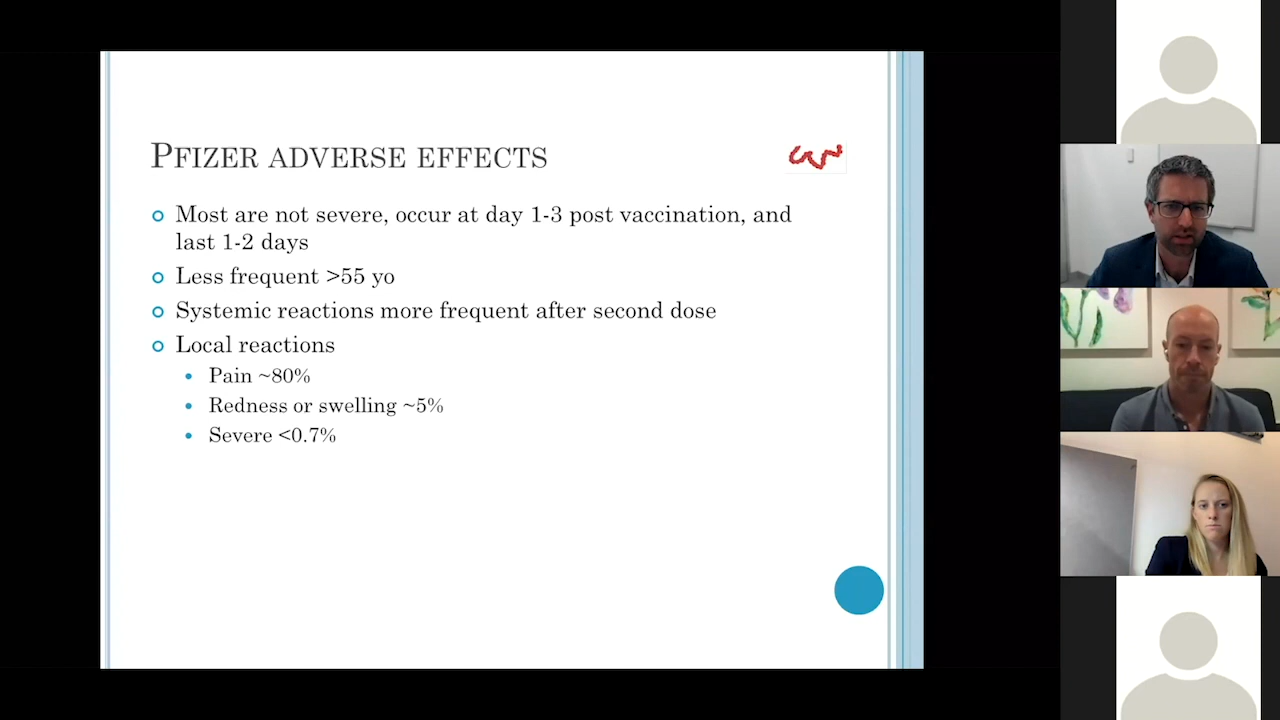 PFIZER ADVERSE EFFECTS
Most are not severe, occur at day 1-3 post vaccination, and
last 1-2 days
Less frequent >55 yo
Systemic reactions more frequent after second dose
Local reactions
Pain ~80%
Redness or swelling ~5%
Severe <0.7%